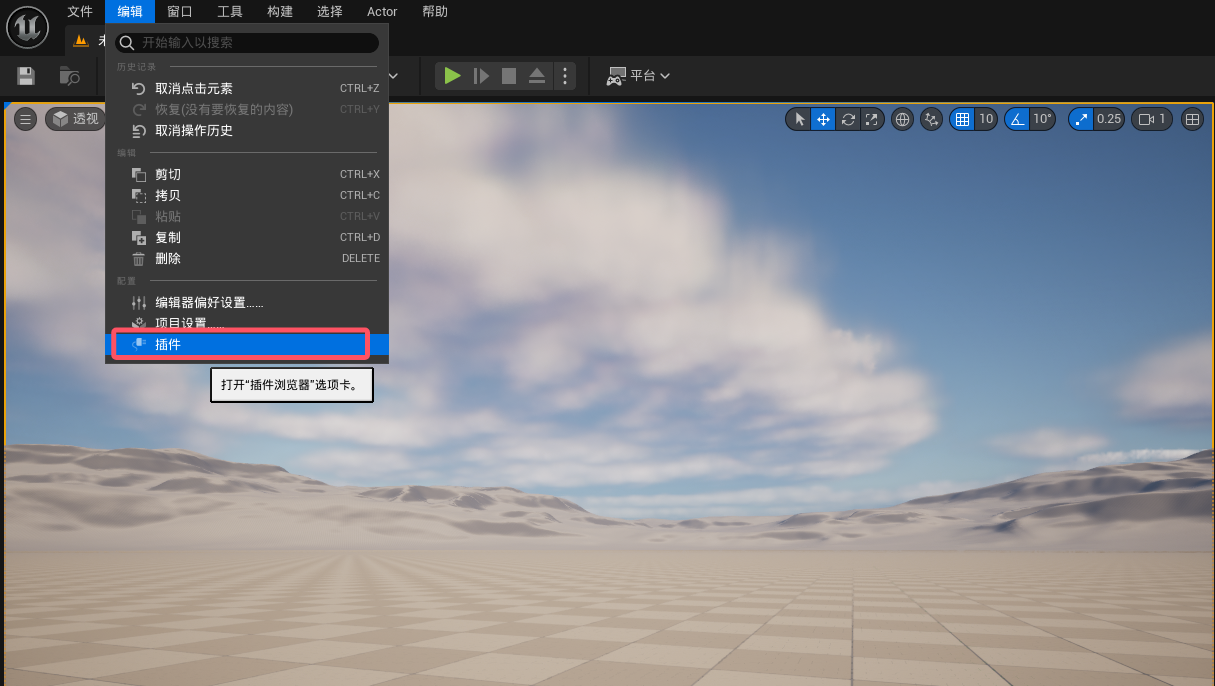 文件 编辑 窗口 工具 构建 选择 Actor 帮助
开始输入以搜索
历史记录
取消点击元素 CTRL+Z
恢复(没有要恢复的内容) CTRL+Y
取消操作历史
编辑
剪切 CTRL+X
拷贝 CTRL+C
粘贴 CTRL+V
复制 CTRL+D
删除 DELETE
配置
编辑器偏好设置……
项目设置……
插件
打开“插件浏览器”选项卡。
平台
透视
10 10° 0.25 1